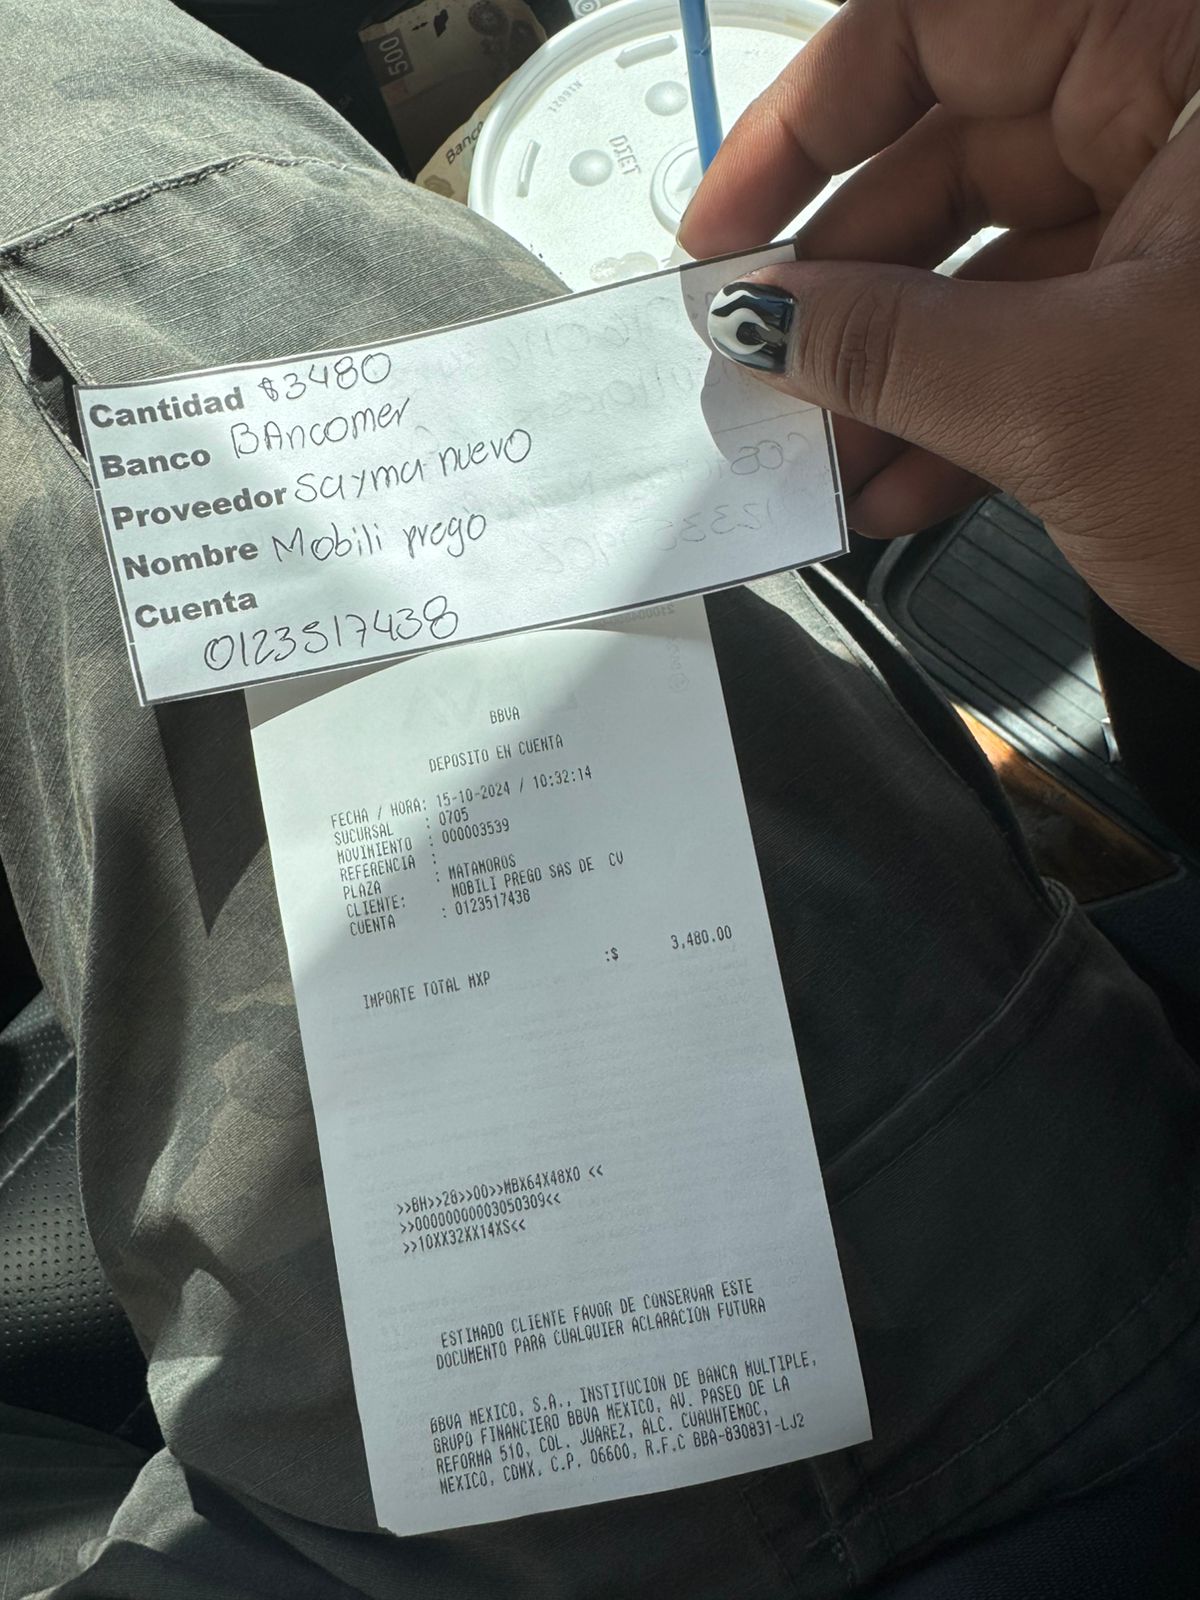 500
Banco
DIET
Cantidad $3480
Banco BAncomer
Proveedor Sayma nuevo
Nombre Mobili prego
Cuenta
0123517438
BBVA
DEPOSITO EN CUENTA
FECHA / HORA: 15-10-2024 / 10:32:14
SUCURSAL : 0705
MOVIMIENTO : 000003539
REFERENCIA :
PLAZA : MATAMOROS
CLIENTE: MOBILI PREGO SAS DE CV
CUENTA : 0123517438
IMPORTE TOTAL MXP :$ 3,480.00
>>BH>>28>>00>>MBX64X48X0 <<
>>00000000003050309<<
>>10XX32XX14XS<<
ESTIMADO CLIENTE FAVOR DE CONSERVAR ESTE
DOCUMENTO PARA CUALQUIER ACLARACION FUTURA
BBVA MEXICO, S.A., INSTITUCION DE BANCA MULTIPLE,
GRUPO FINANCIERO BBVA MEXICO, AV. PASEO DE LA
REFORMA 510, COL. JUAREZ, ALC. CUAUHTEMOC,
MEXICO, CDMX, C.P. 06600, R.F.C BBA-830831-LJ2